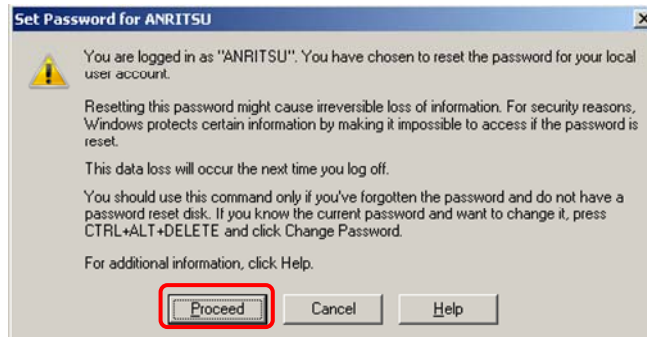 Set Password for ANRITSU
You are logged in as "ANRITSU". You have chosen to reset the password for your local
user account.
Resetting this password might cause irreversible loss of information. For security reasons,
Windows protects certain information by making it impossible to access if the password is
reset.
This data loss will occur the next time you log off.
You should use this command only if you've forgotten the password and do not have a
password reset disk. If you know the current password and want to change it, press
CTRL+ALT+DELETE and click Change Password.
For additional information, click Help.
Proceed Cancel Help